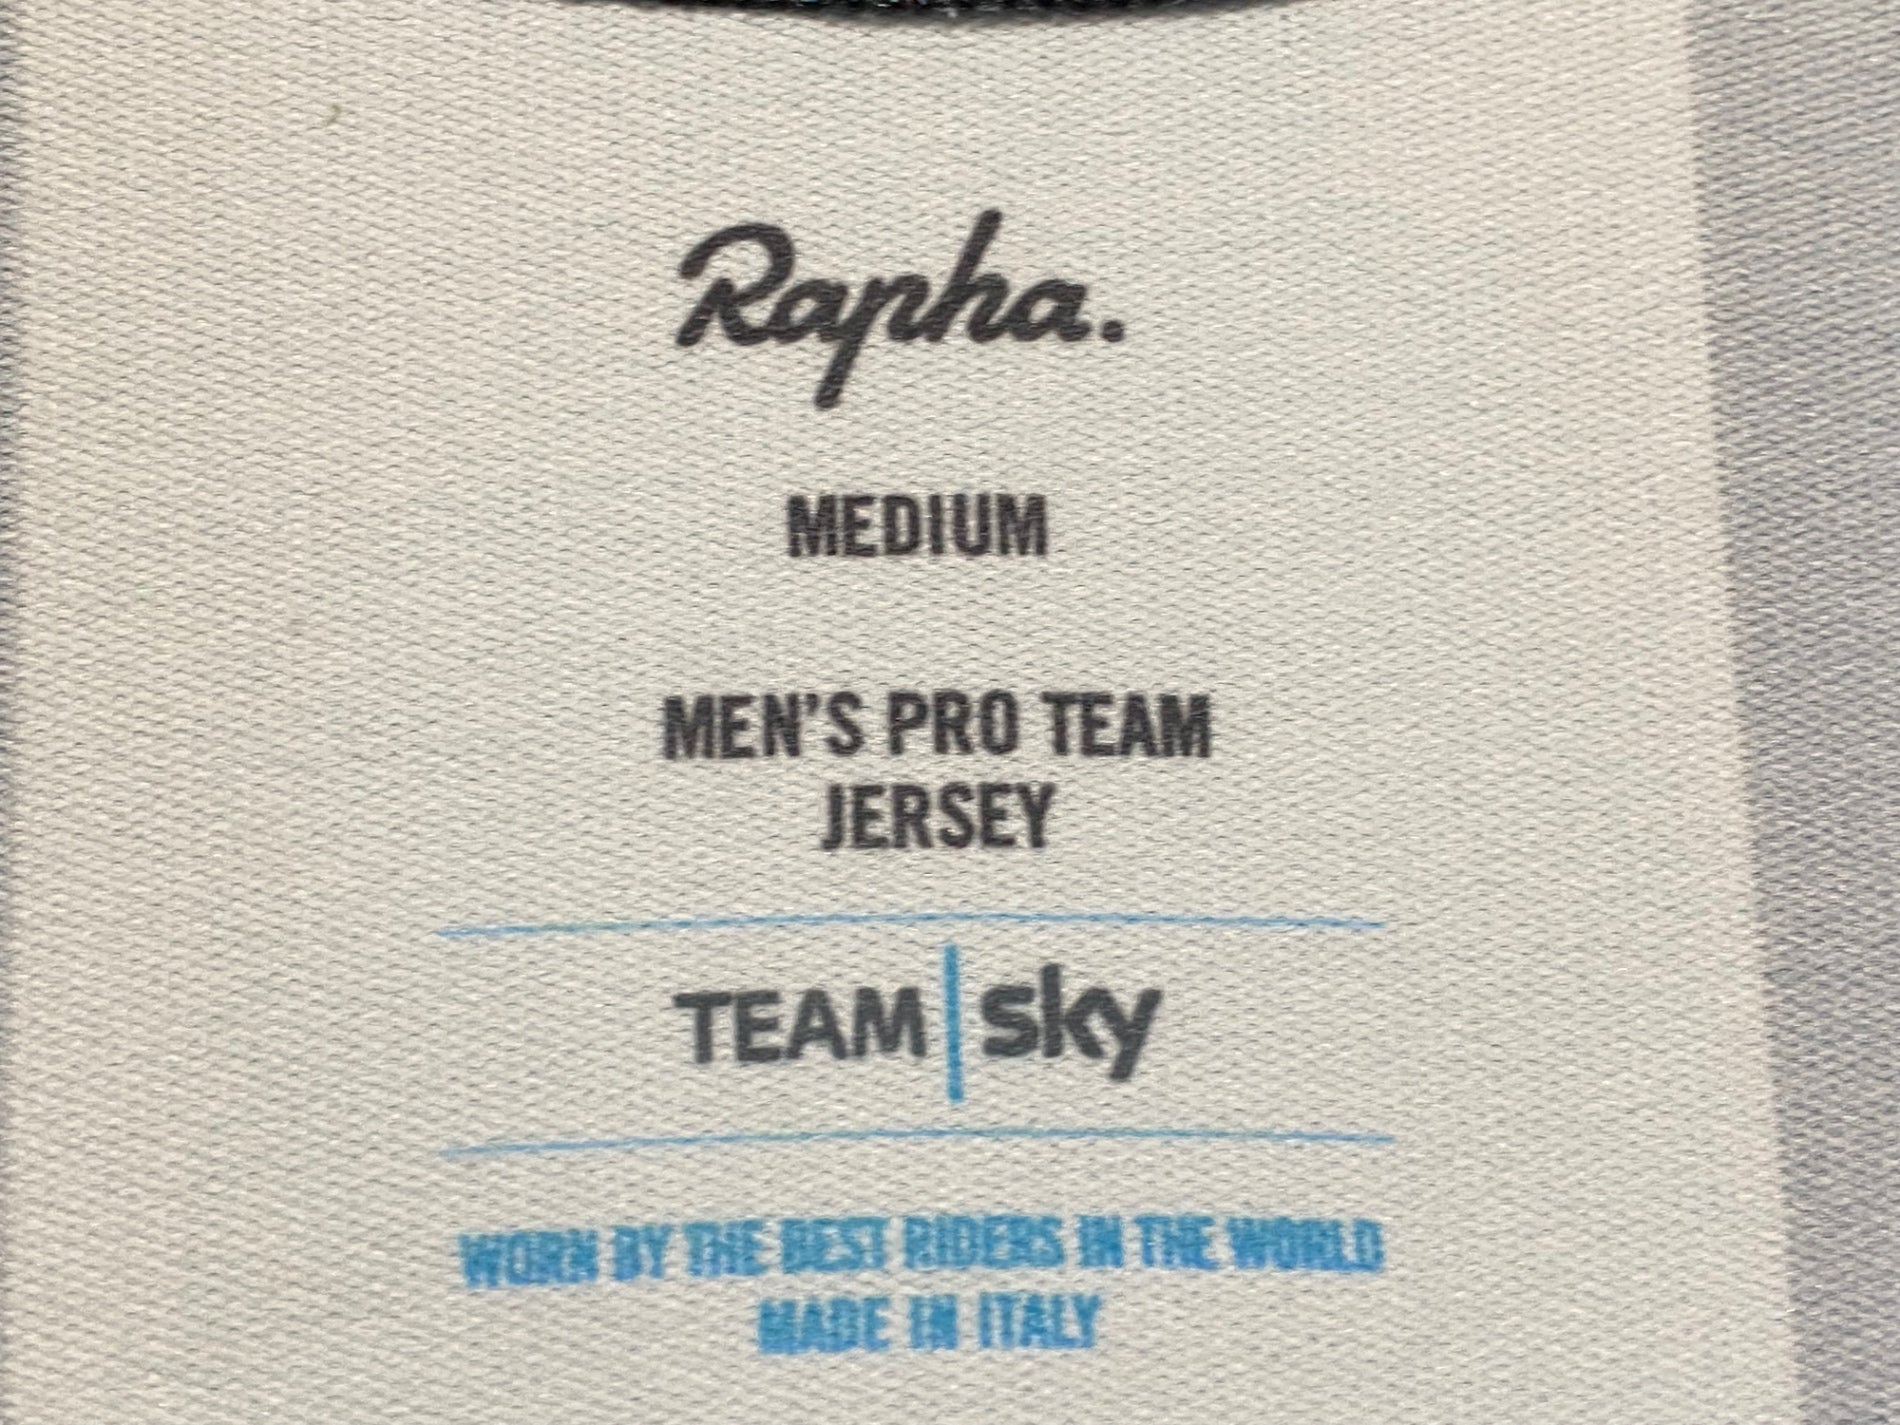 Rapha.
MEDIUM
MEN'S PRO TEAM
JERSEY
TEAM sky
WORN BY THE BEST RIDERS IN THE WORLD
MADE IN ITALY